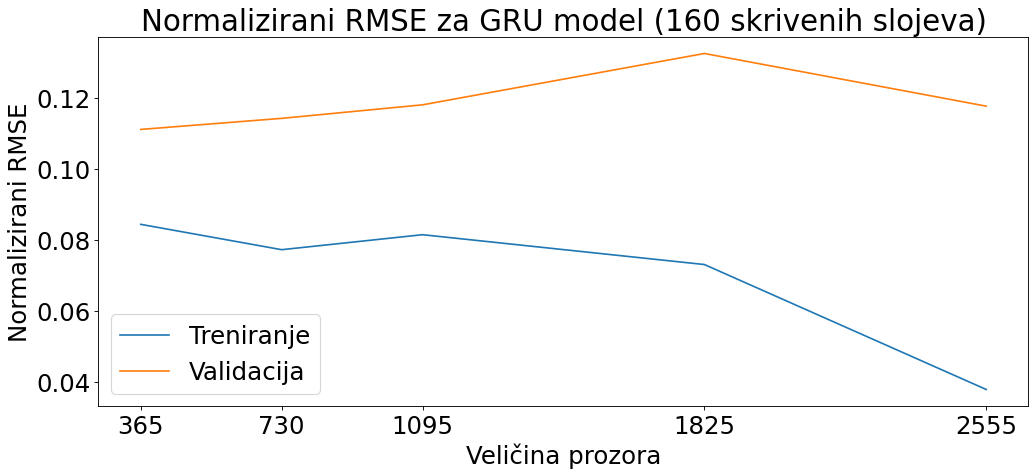 Normalizirani RMSE za GRU model (160 skrivenih slojeva)
Normalizirani RMSE
0.12
0.10
0.08
0.06
0.04
Treniranje
Validacija
365 730 1095 1825 2555
Veličina prozora